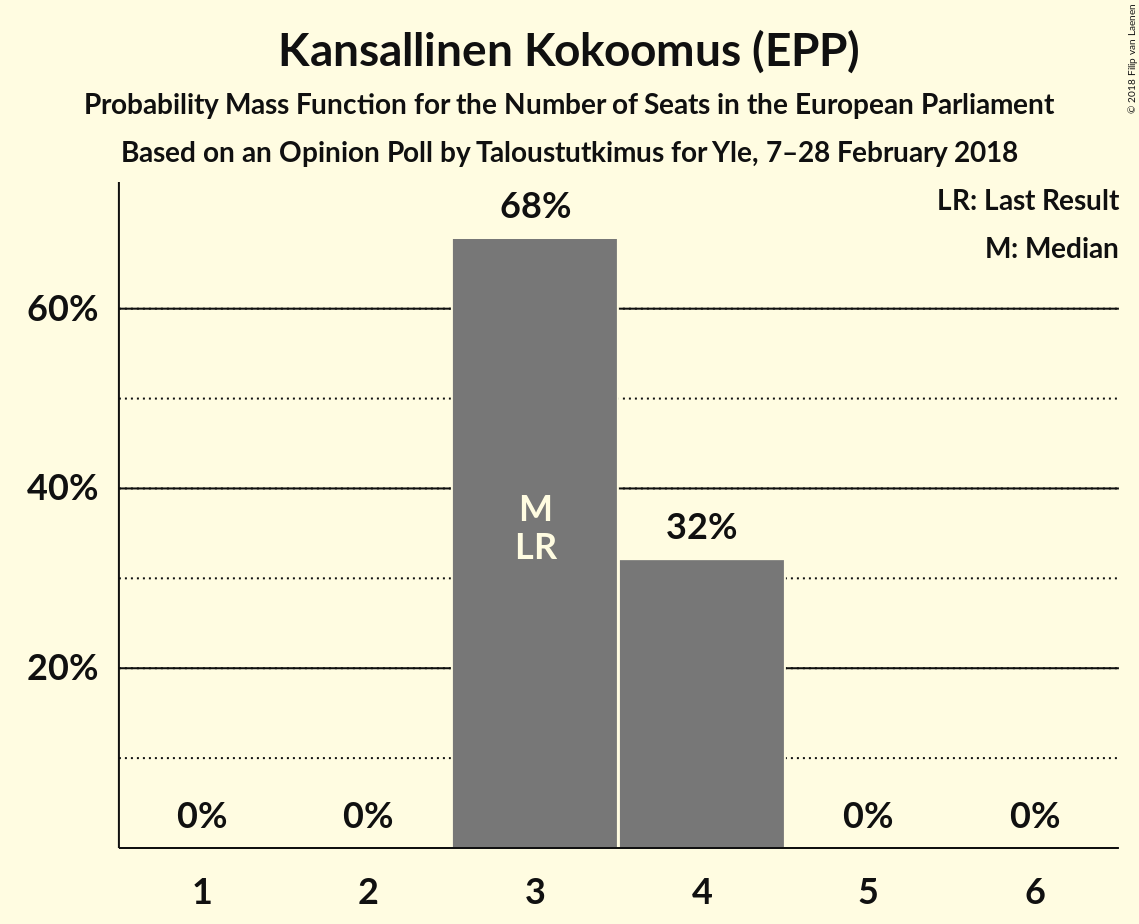 Kansallinen Kokoomus (EPP)
Probability Mass Function for the Number of Seats in the European Parliament
Based on an Opinion Poll by Taloustutkimus for Yle, 7–28 February 2018
© 2018 Filip van Laenen
LR: Last Result
M: Median
68%
60%
40%
M
LR
32%
20%
0%
0%
0%
0%
1
2
3
4
5
6